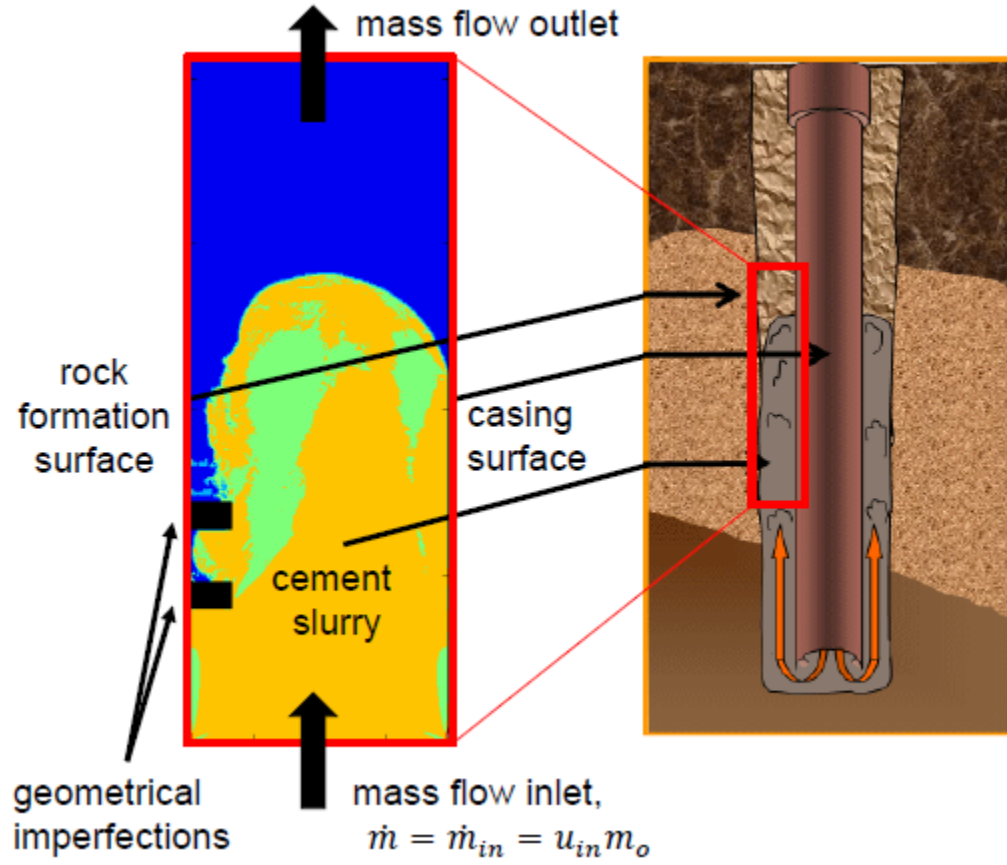 mass flow outlet
rock
formation
surface
casing
surface
cement
slurry
geometrical
imperfections
mass flow inlet,
ṁ = ṁ_in = u_in m_o